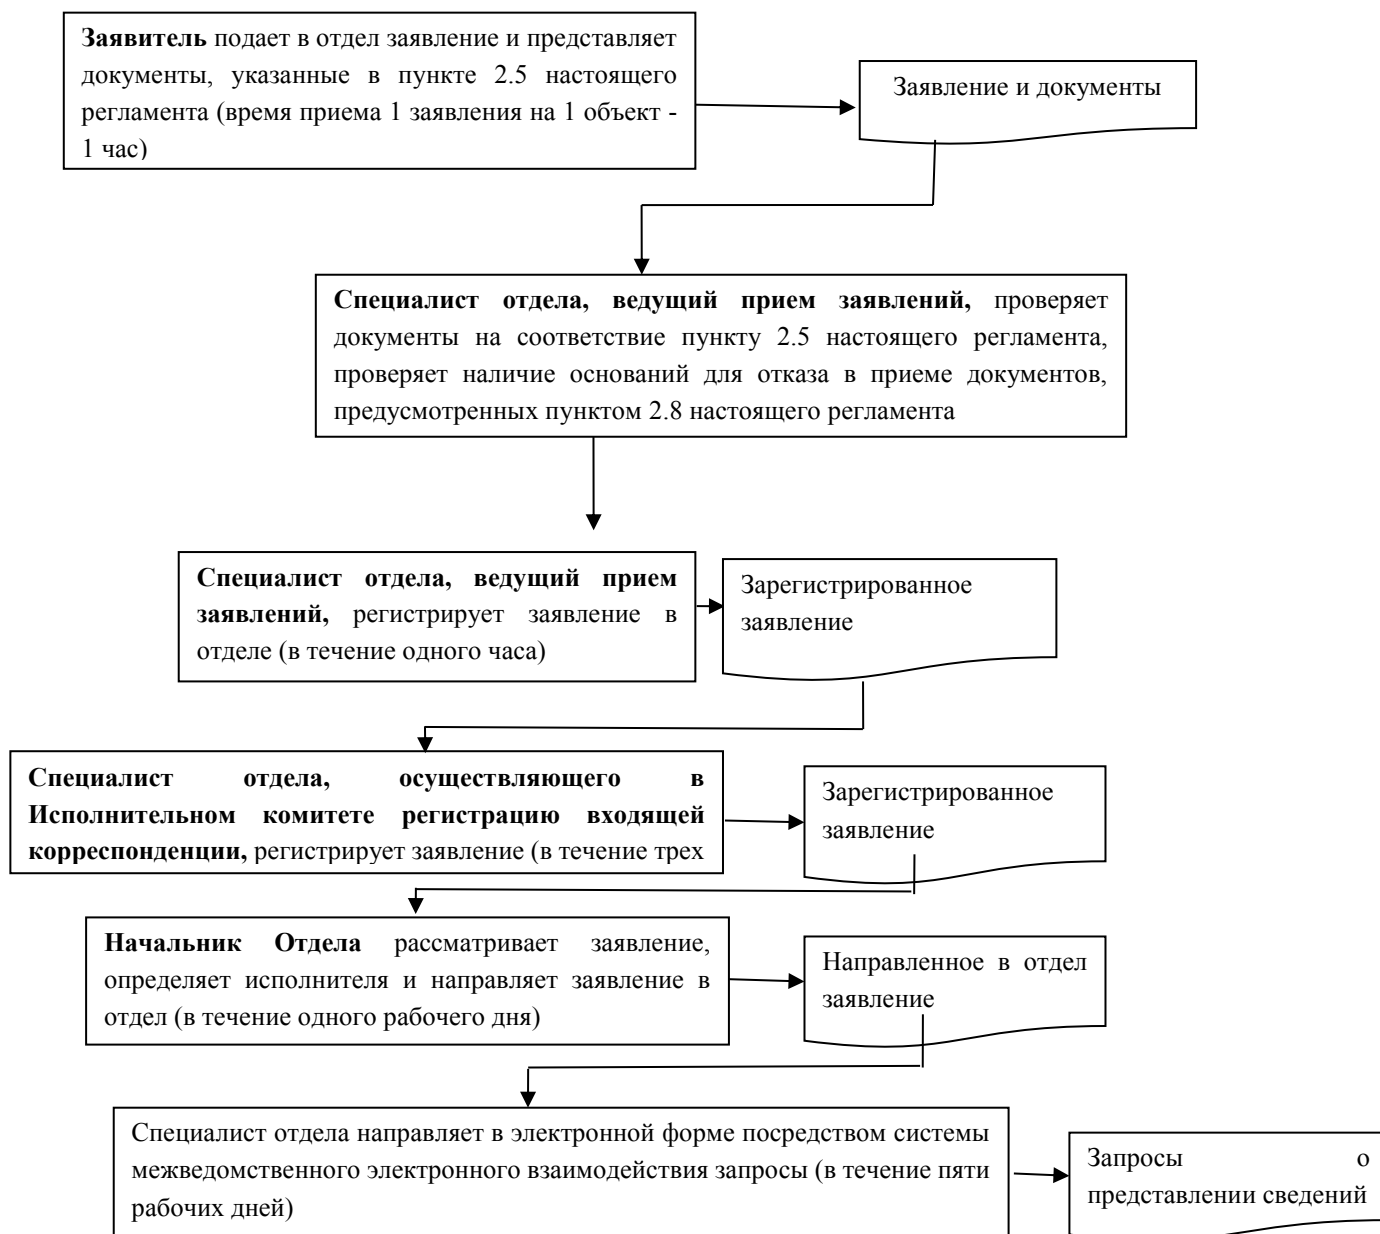 Заявитель подает в отдел заявление и представляет
документы, указанные в пункте 2.5 настоящего
регламента (время приема 1 заявления на 1 объект -
1 час)
Заявление и документы
Специалист отдела, ведущий прием заявлений, проверяет
документы на соответствие пункту 2.5 настоящего регламента,
проверяет наличие оснований для отказа в приеме документов,
предусмотренных пунктом 2.8 настоящего регламента
Специалист отдела, ведущий прием
заявлений, регистрирует заявление в
отделе (в течение одного часа)
Зарегистрированное
заявление
Специалист отдела, осуществляющего в
Исполнительном комитете регистрацию входящей
корреспонденции, регистрирует заявление (в течение трех
Зарегистрированное
заявление
Начальник Отдела рассматривает заявление,
определяет исполнителя и направляет заявление в
отдел (в течение одного рабочего дня)
Направленное в отдел
заявление
Специалист отдела направляет в электронной форме посредством системы
межведомственного электронного взаимодействия запросы (в течение пяти
рабочих дней)
Запросы о
представлении сведений